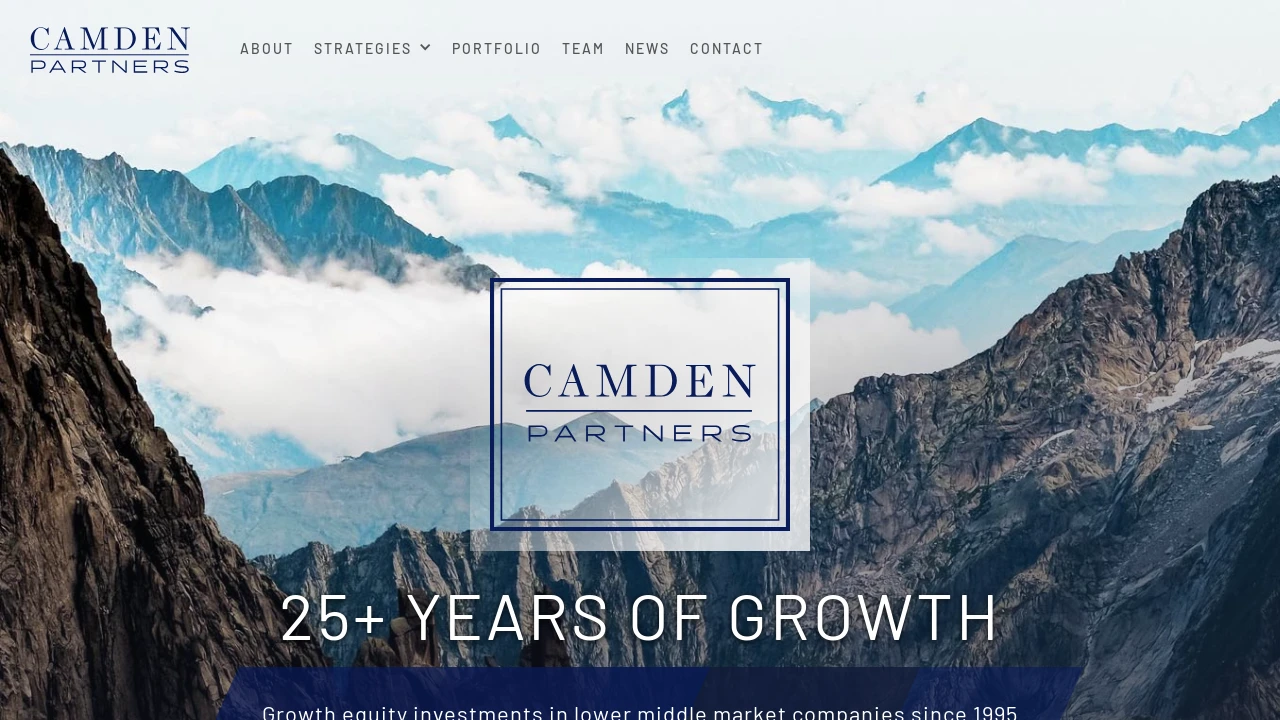 CAMDEN
PARTNERS
ABOUT STRATEGIES PORTFOLIO TEAM NEWS CONTACT
CAMDEN
PARTNERS
25+ YEARS OF GROWTH
Growth equity investments in lower middle market companies since 1995